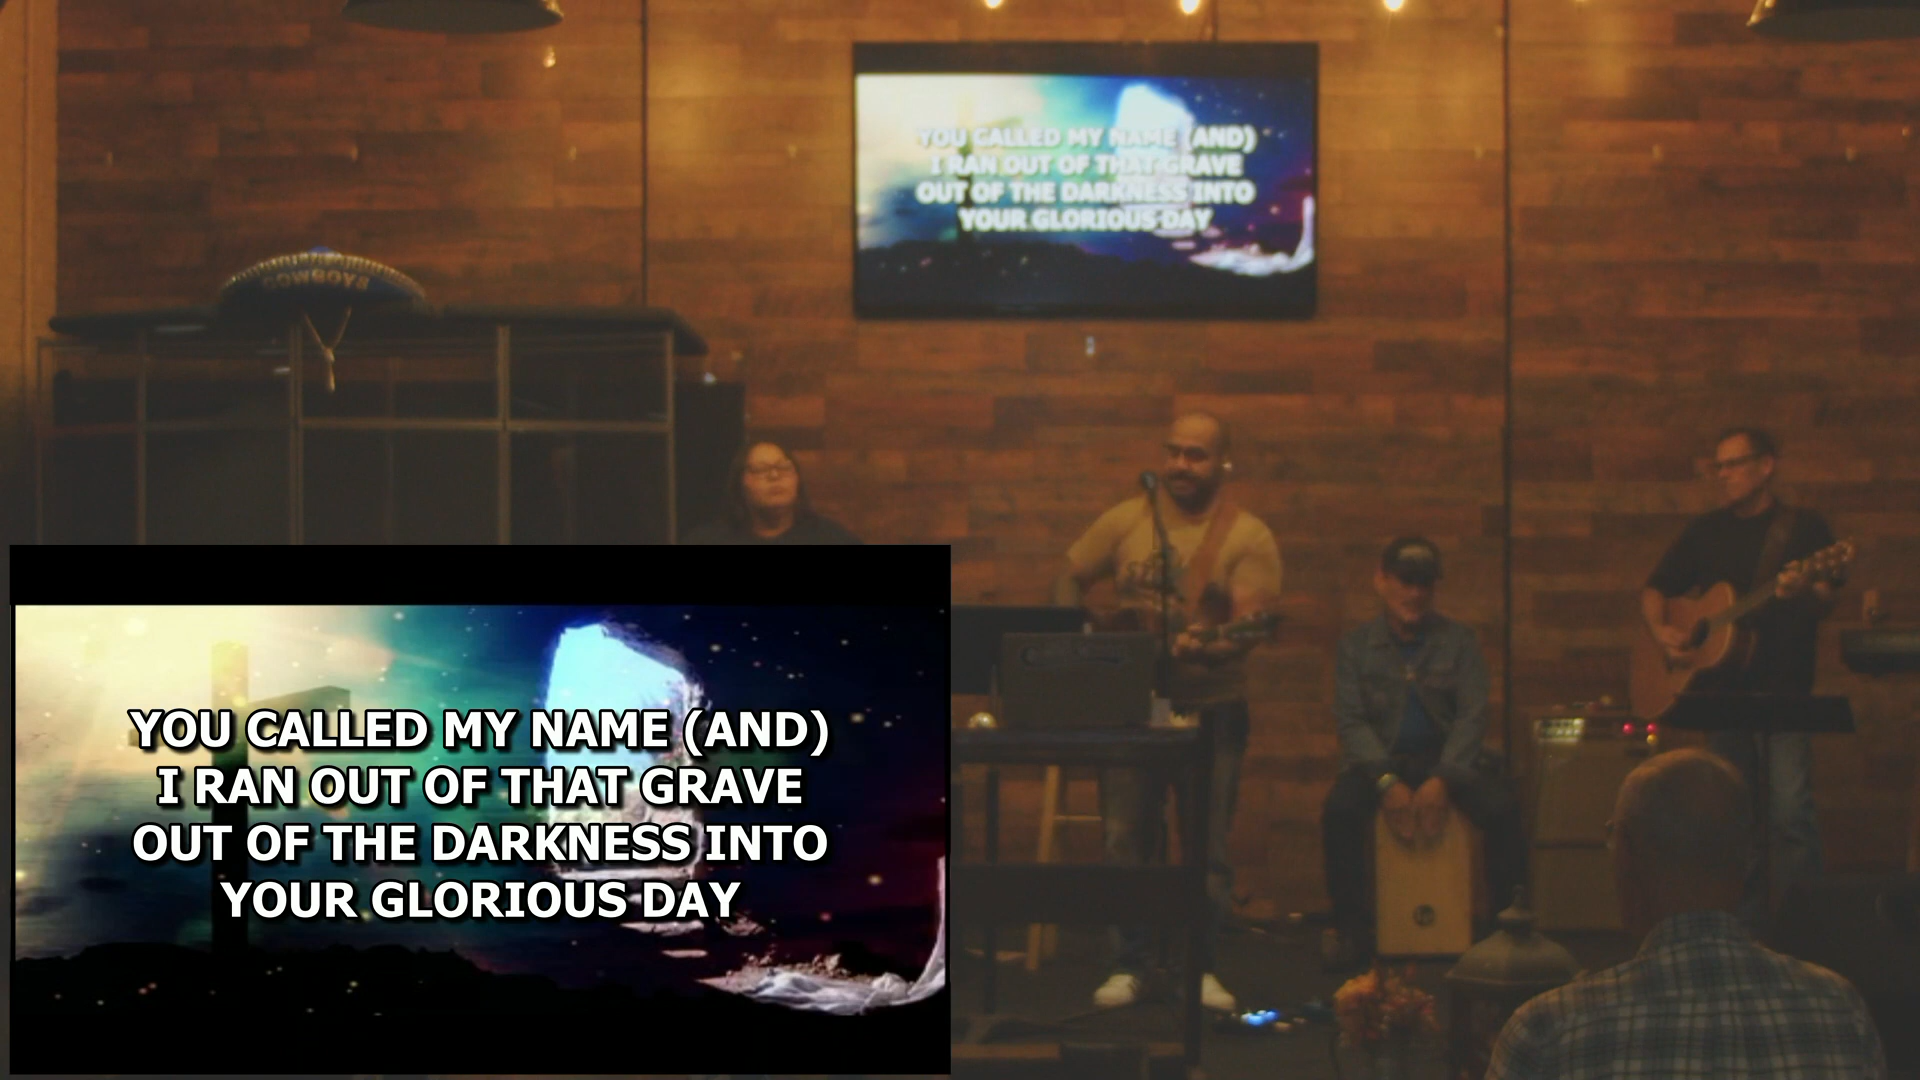 YOU CALLED MY NAME (AND)
I RAN OUT OF THAT GRAVE
OUT OF THE DARKNESS INTO
YOUR GLORIOUS DAY
COWBOYS
YOU CALLED MY NAME (AND)
I RAN OUT OF THAT GRAVE
OUT OF THE DARKNESS INTO
YOUR GLORIOUS DAY